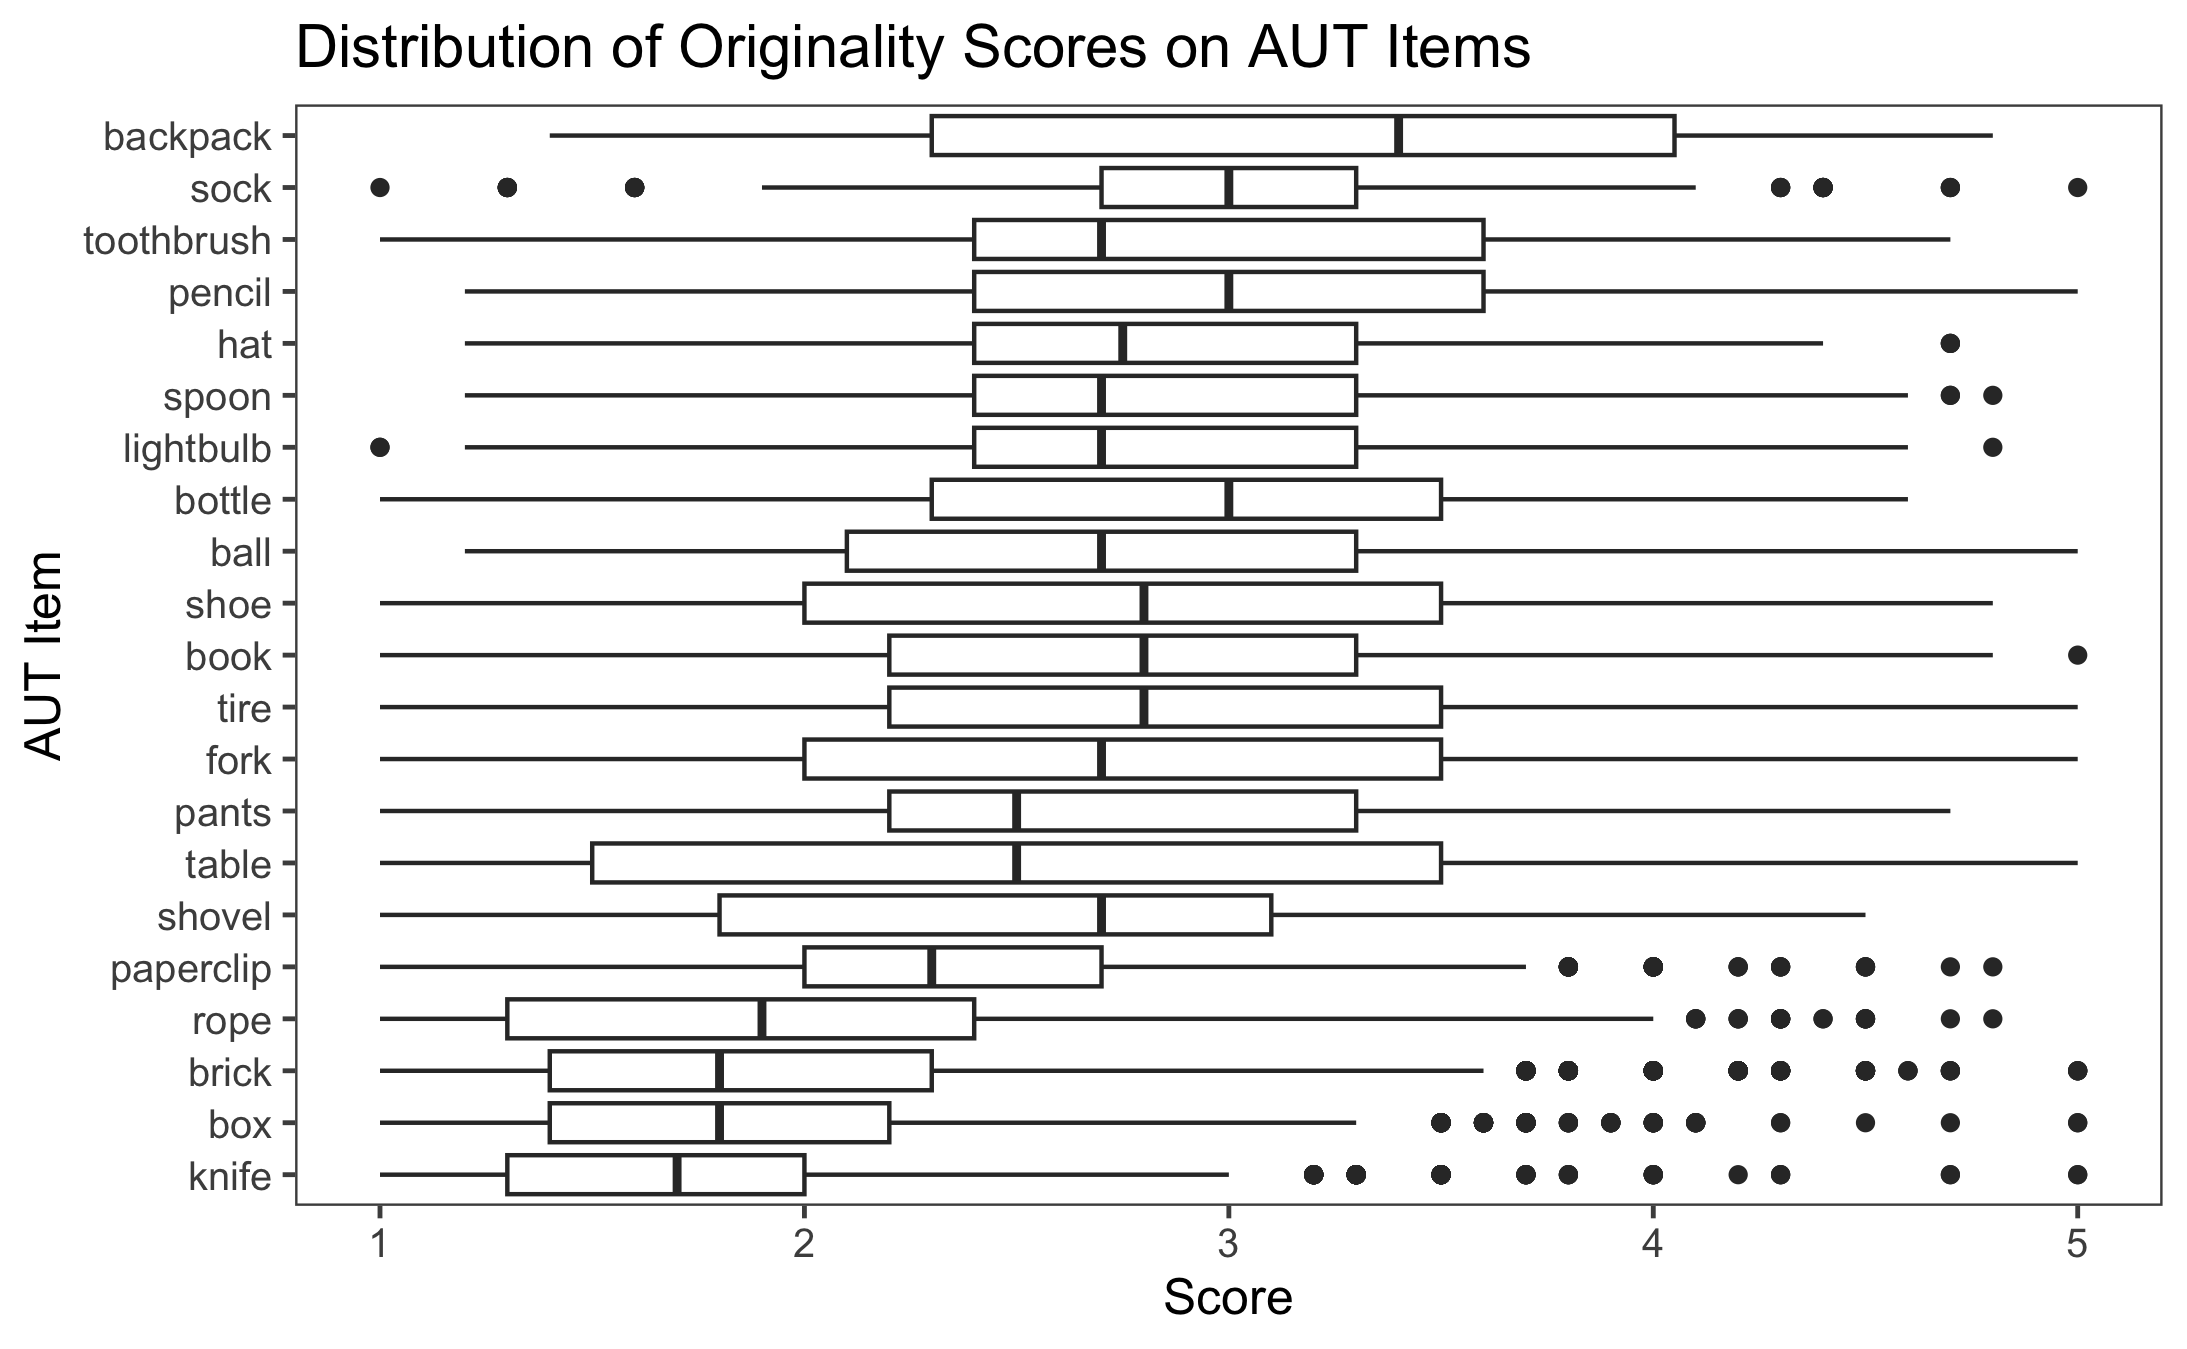 Distribution of Originality Scores on AUT Items
AUT Item
backpack
sock
toothbrush
pencil
hat
spoon
lightbulb
bottle
ball
shoe
book
tire
fork
pants
table
shovel
paperclip
rope
brick
box
knife
1 2 3 4 5
Score